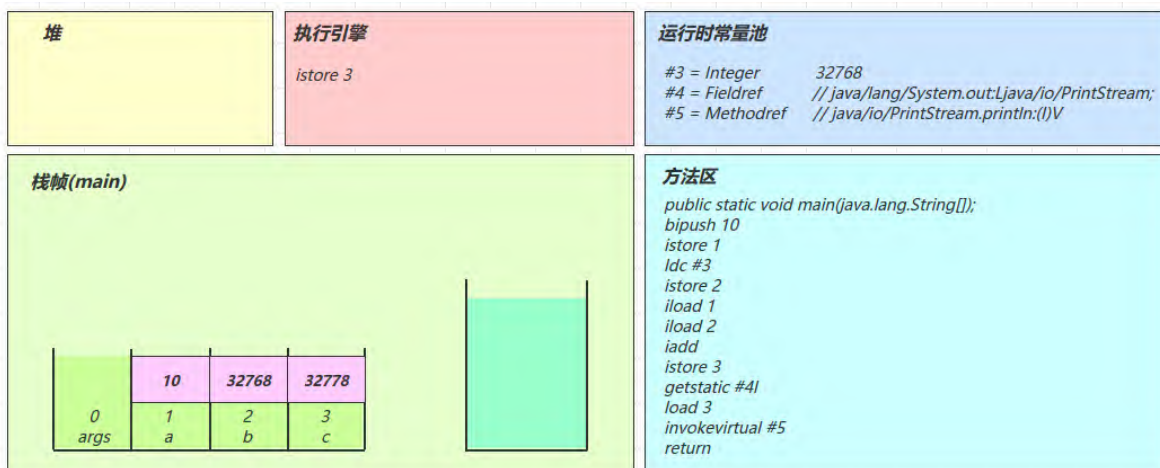 堆
执行引擎
istore 3
运行时常量池
#3 = Integer 32768
#4 = Fieldref // java/lang/System.out:Ljava/io/PrintStream;
#5 = Methodref // java/io/PrintStream.println:(I)V
栈帧(main)
10 32768 32778
0 1 2 3
args a b c
方法区
public static void main(java.lang.String[]);
bipush 10
istore 1
ldc #3
istore 2
iload 1
iload 2
iadd
istore 3
getstatic #4I
load 3
invokevirtual #5
return